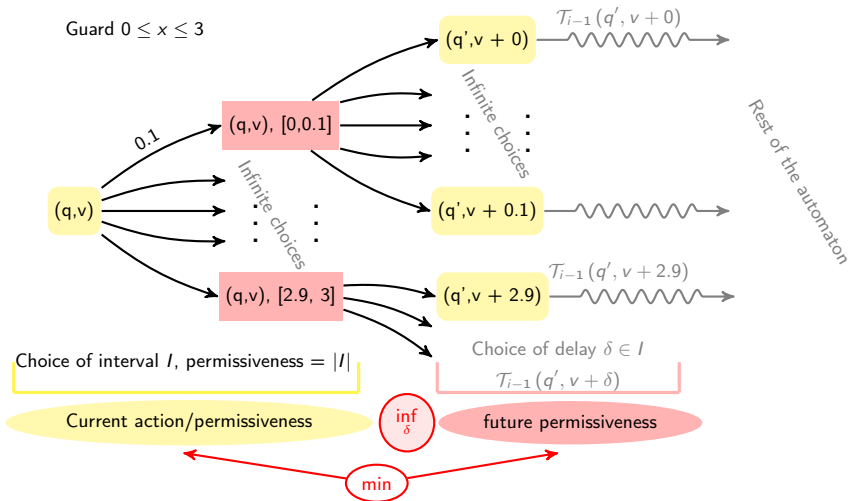 Guard 0 ≤ x ≤ 3
(q',v + 0)
𝒯ᵢ₋₁(q', v + 0)
Infinite choices
0.1
(q,v), [0,0.1]
Rest of the automaton
(q,v)
Infinite choices
(q',v + 0.1)
(q,v), [2.9, 3]
(q',v + 2.9)
𝒯ᵢ₋₁(q', v + 2.9)
Choice of interval I, permissiveness = |I|
Choice of delay δ ∈ I
𝒯ᵢ₋₁(q', v + δ)
Current action/permissiveness
inf
δ
future permissiveness
min